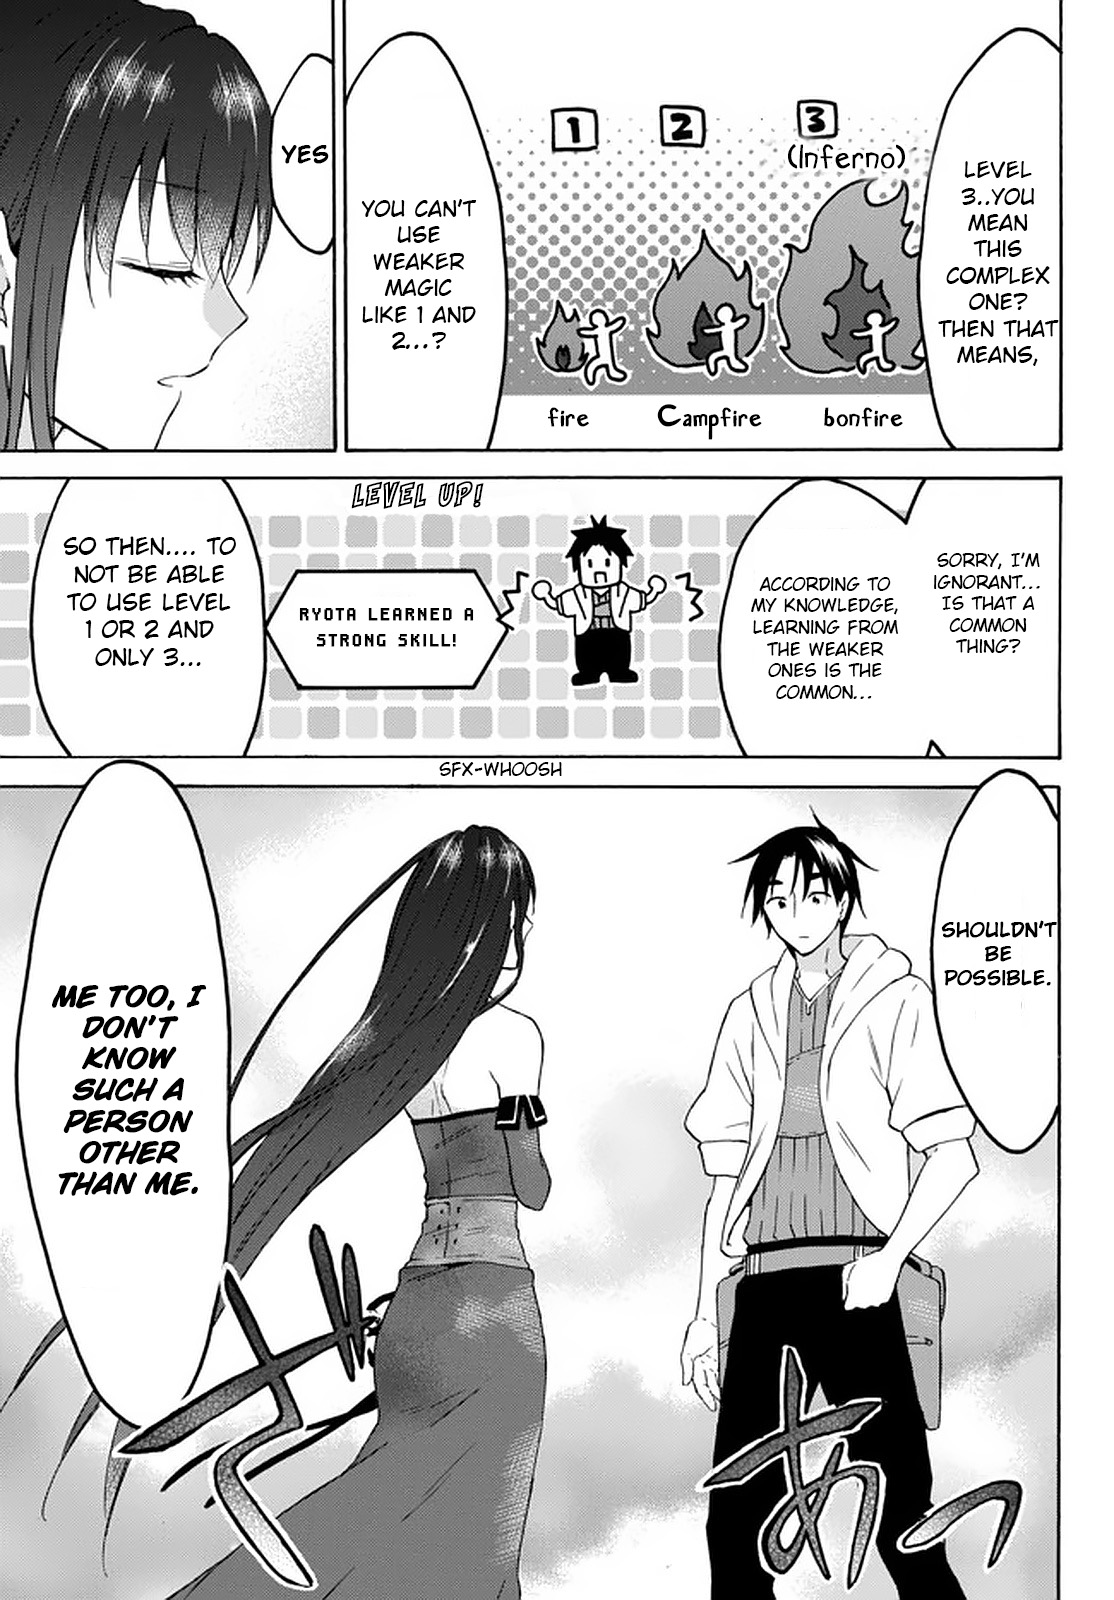 LEVEL
3..YOU
MEAN
THIS
COMPLEX
ONE?
THEN THAT
MEANS,
1
2
3
(Inferno)
fire
Campfire
bonfire
YOU CAN'T
USE
WEAKER
MAGIC
LIKE 1 AND
2...?
YES
SORRY, I'M
IGNORANT...
IS THAT A
COMMON
THING?
ACCORDING TO
MY KNOWLEDGE,
LEARNING FROM
THE WEAKER
ONES IS THE
COMMON...
LEVEL UP!
RYOTA LEARNED A
STRONG SKILL!
SO THEN.... TO
NOT BE ABLE
TO USE LEVEL
1 OR 2 AND
ONLY 3...
SFX-WHOOSH
SHOULDN'T
BE
POSSIBLE.
ME TOO, I
DON'T
KNOW
SUCH A
PERSON
OTHER
THAN ME.
あっ